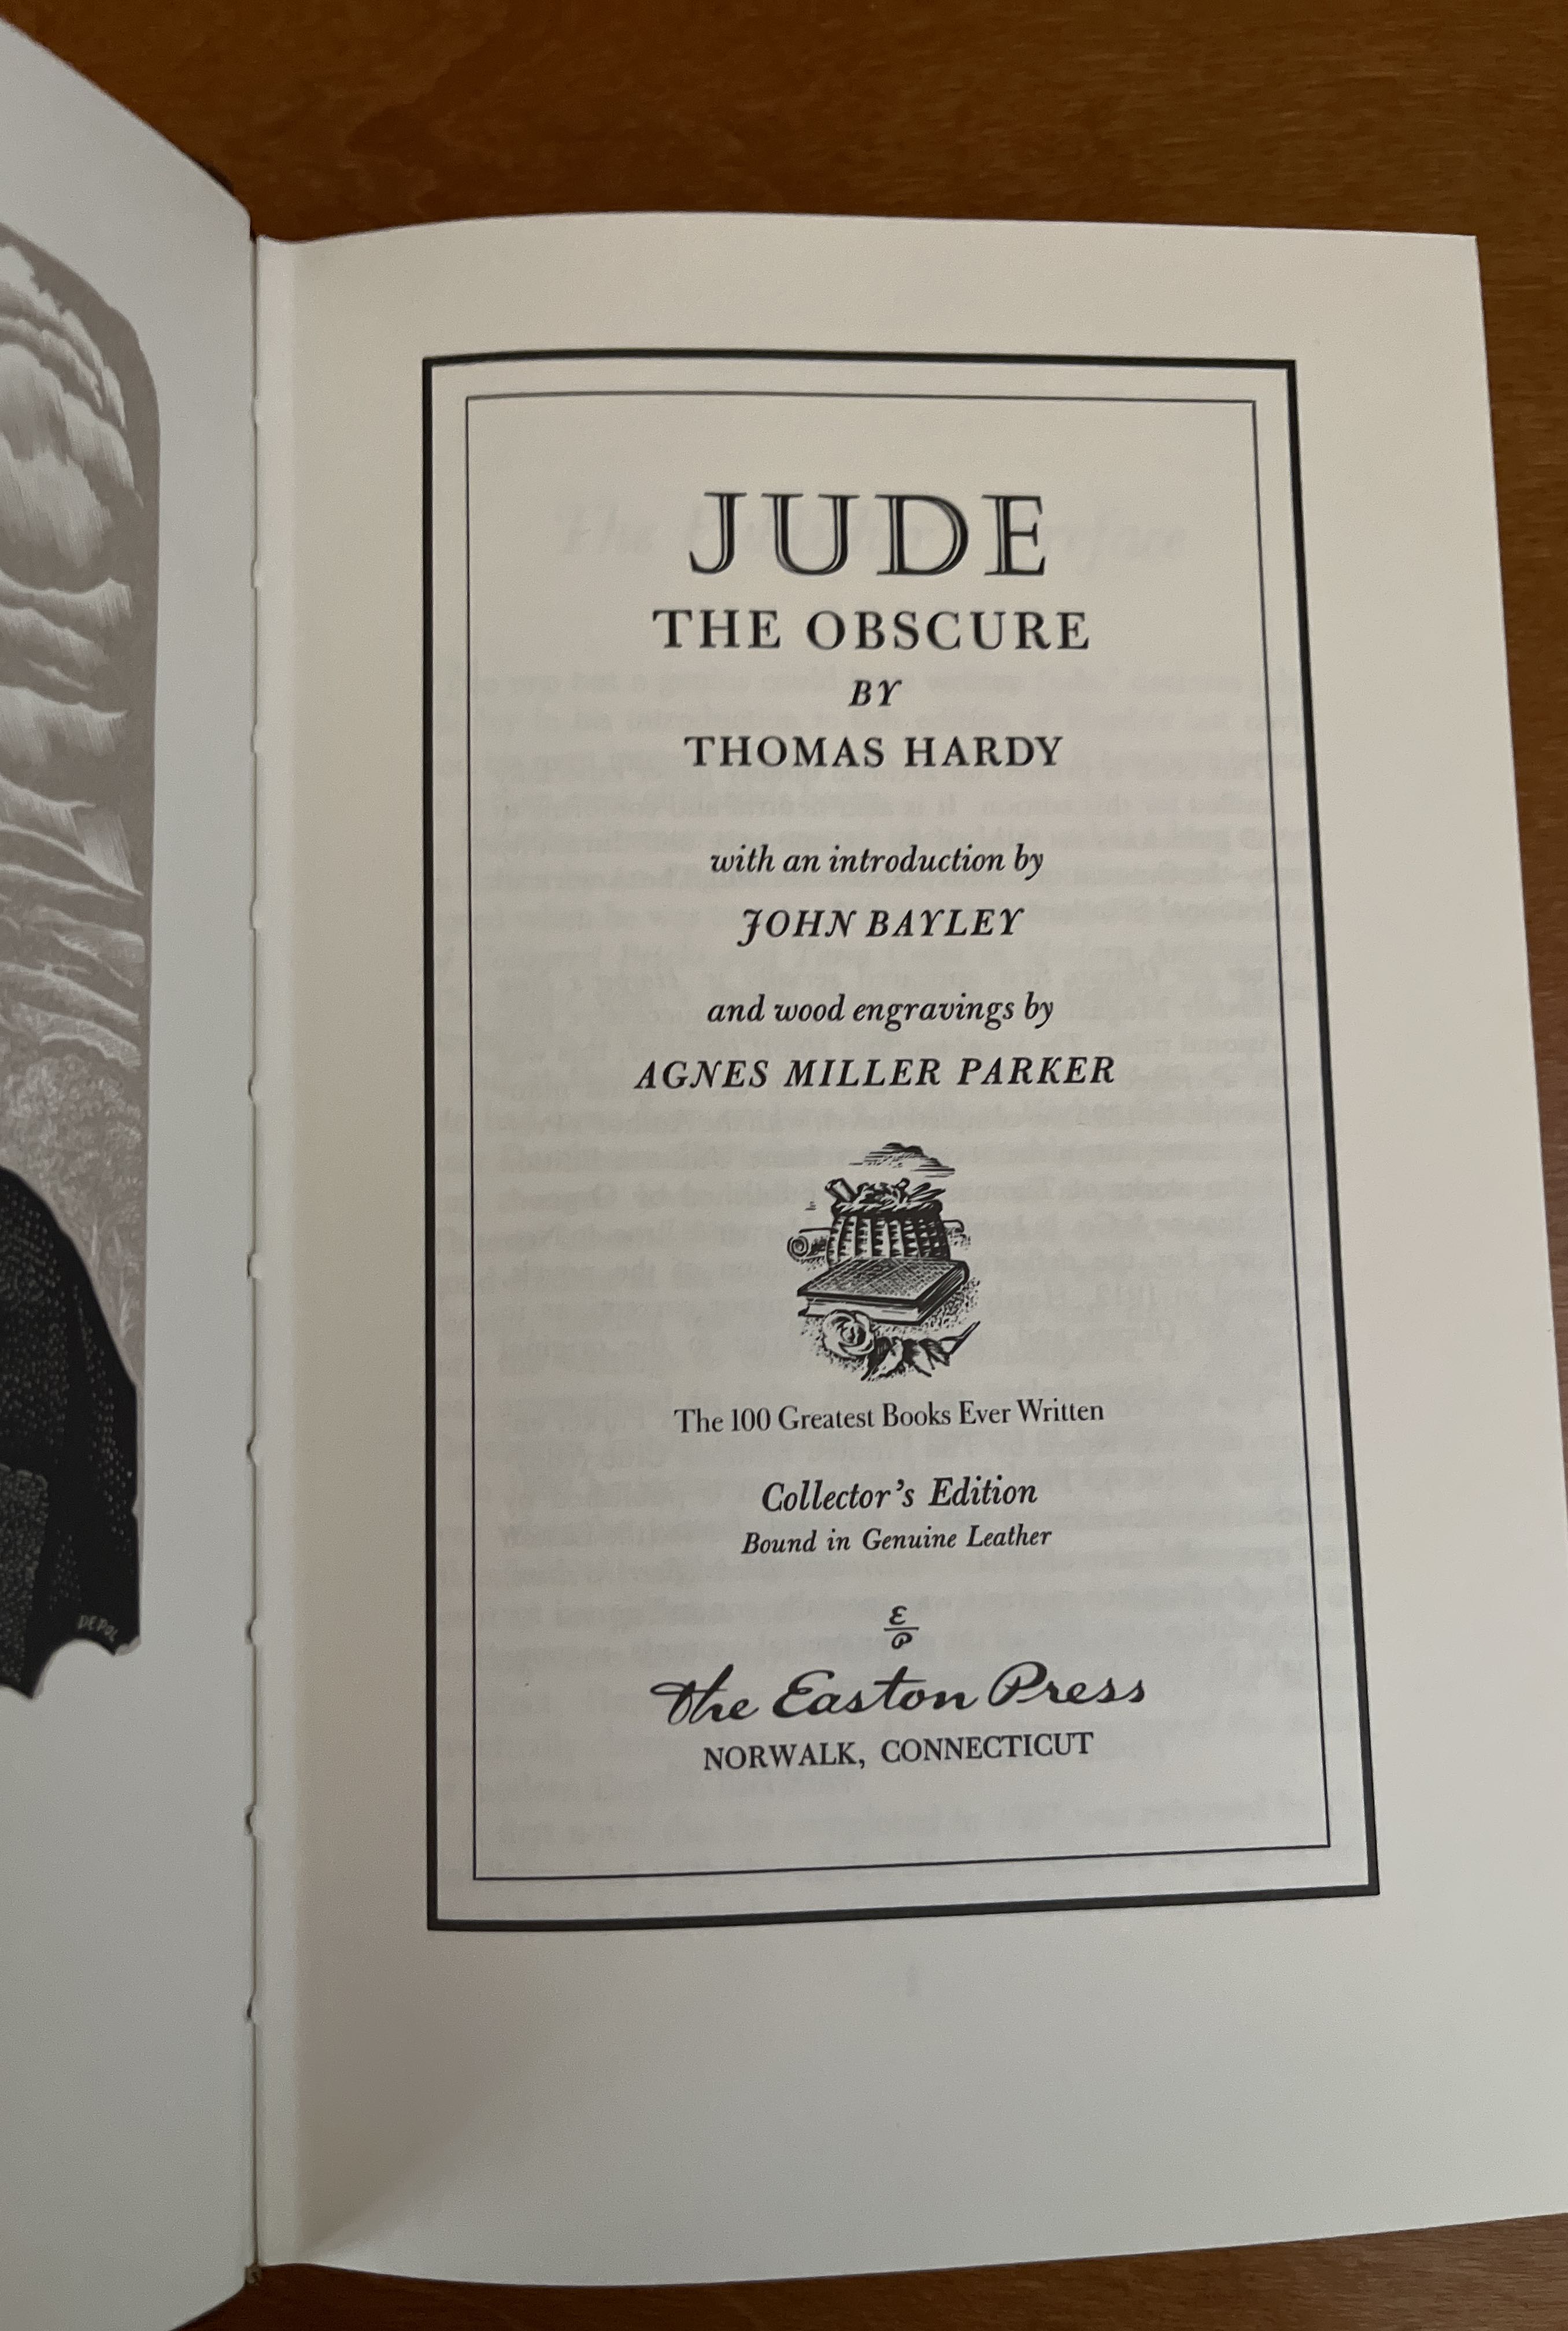 DEPOL
JUDE
THE OBSCURE
BY
THOMAS HARDY
with an introduction by
JOHN BAYLEY
and wood engravings by
AGNES MILLER PARKER
The 100 Greatest Books Ever Written
Collector's Edition
Bound in Genuine Leather
E
P
The Easton Press
NORWALK, CONNECTICUT